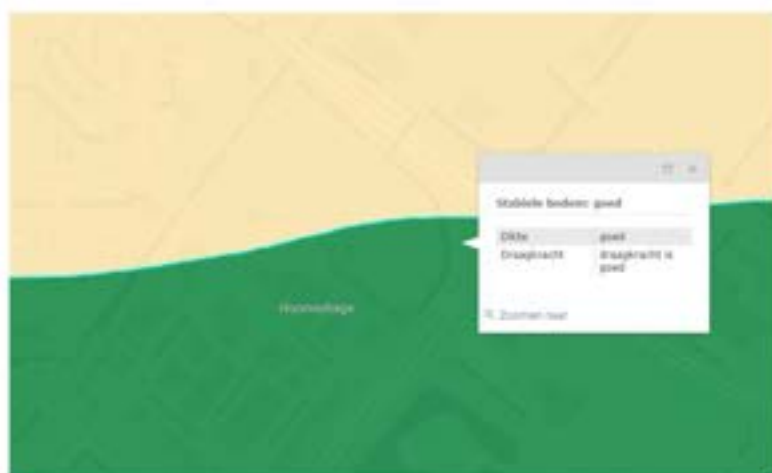 Stabiele bodem: goed
Dikte goed
Draagkracht draagkracht is
goed
Zoomen naar